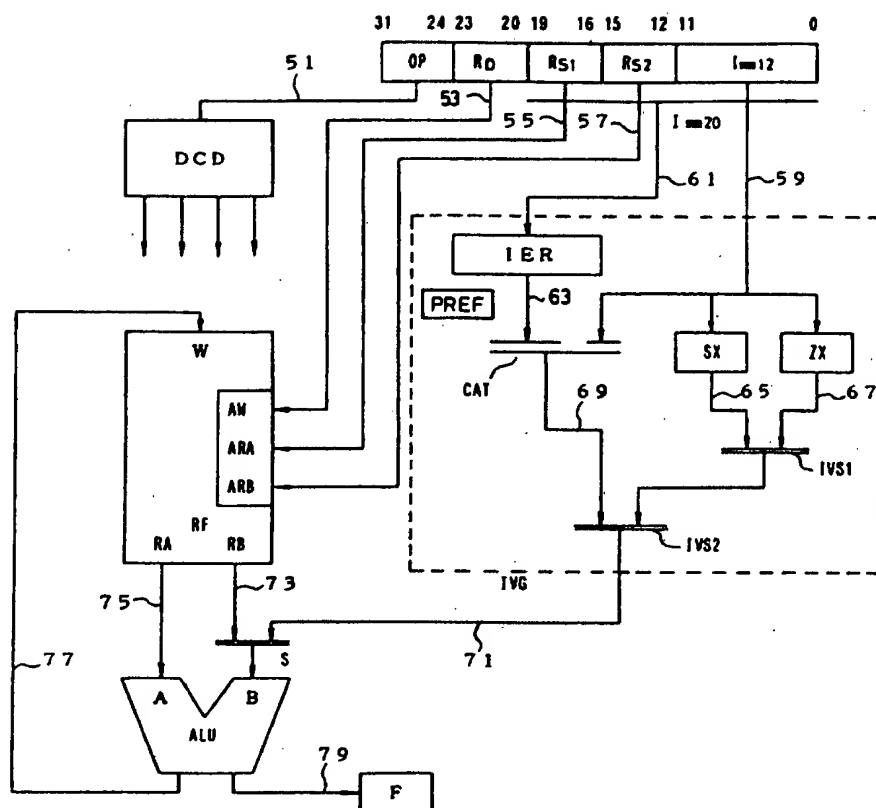 31 24 23 20 19 16 15 12 11 0
OP RD RS1 RS2 Imm12
51
53
55
57
Imm20
DCD
61
59
IER
PREF
63
W
SX
ZX
CAT
69
65
67
AW
ARA
IVS1
ARB
RF
RA
RB
IVS2
IVG
75
73
71
S
77
A
B
ALU
79
F